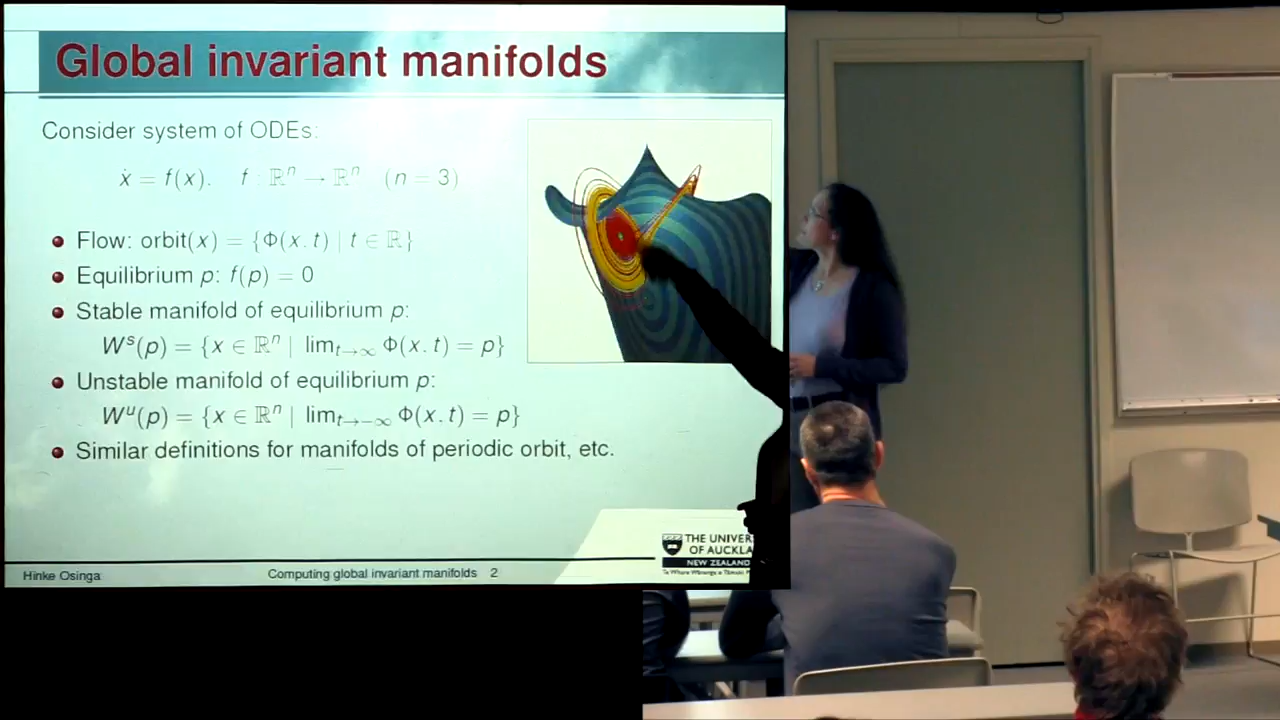 Global invariant manifolds
Consider system of ODEs:
ẋ = f(x). f : ℝⁿ → ℝⁿ (n = 3)
Flow: orbit(x) = {Φ(x. t) | t ∈ ℝ}
Equilibrium p: f(p) = 0
Stable manifold of equilibrium p:
Wˢ(p) = {x ∈ ℝⁿ | lim_{t→∞} Φ(x. t) = p}
Unstable manifold of equilibrium p:
Wᵘ(p) = {x ∈ ℝⁿ | lim_{t→−∞} Φ(x. t) = p}
Similar definitions for manifolds of periodic orbit, etc.
THE UNIVER
OF AUCKLA
NEW ZEALAND
Hinke Osinga Computing global invariant manifolds 2